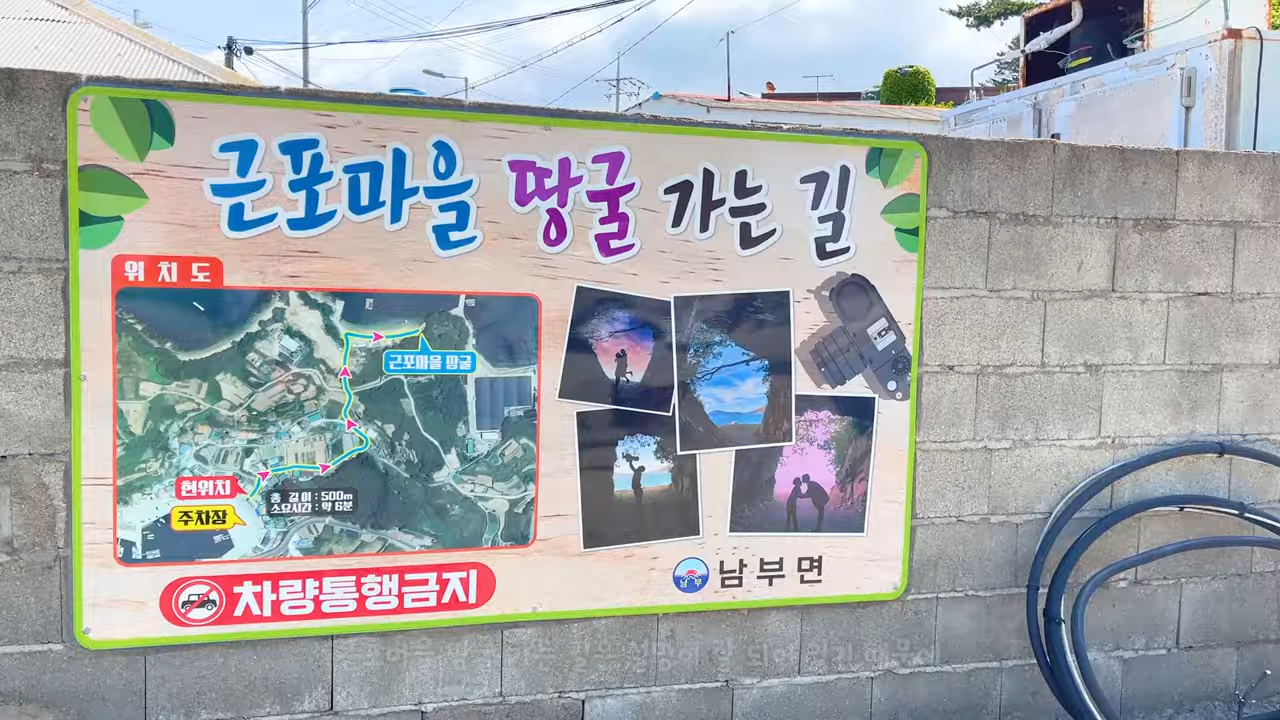 근포마을 땅굴 가는 길
위치도
근포마을 땅굴
현위치
주차장
총 길이 : 500m
소요시간 : 약 6분
차량통행금지
남부
남부면